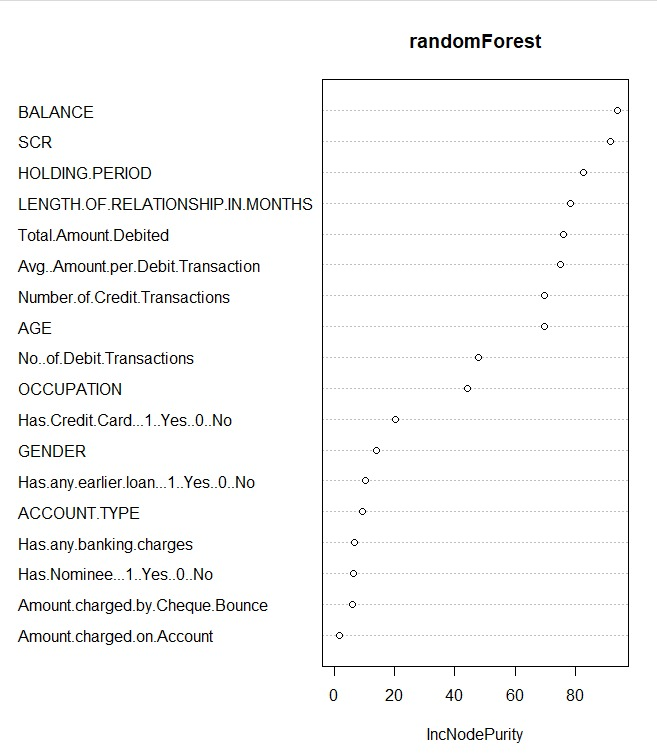 randomForest
BALANCE
SCR
HOLDING.PERIOD
LENGTH.OF.RELATIONSHIP.IN.MONTHS
Total.Amount.Debited
Avg..Amount.per.Debit.Transaction
Number.of.Credit.Transactions
AGE
No..of.Debit.Transactions
OCCUPATION
Has.Credit.Card...1..Yes..0..No
GENDER
Has.any.earlier.loan...1..Yes..0..No
ACCOUNT.TYPE
Has.any.banking.charges
Has.Nominee...1..Yes..0..No
Amount.charged.by.Cheque.Bounce
Amount.charged.on.Account
0 20 40 60 80
IncNodePurity